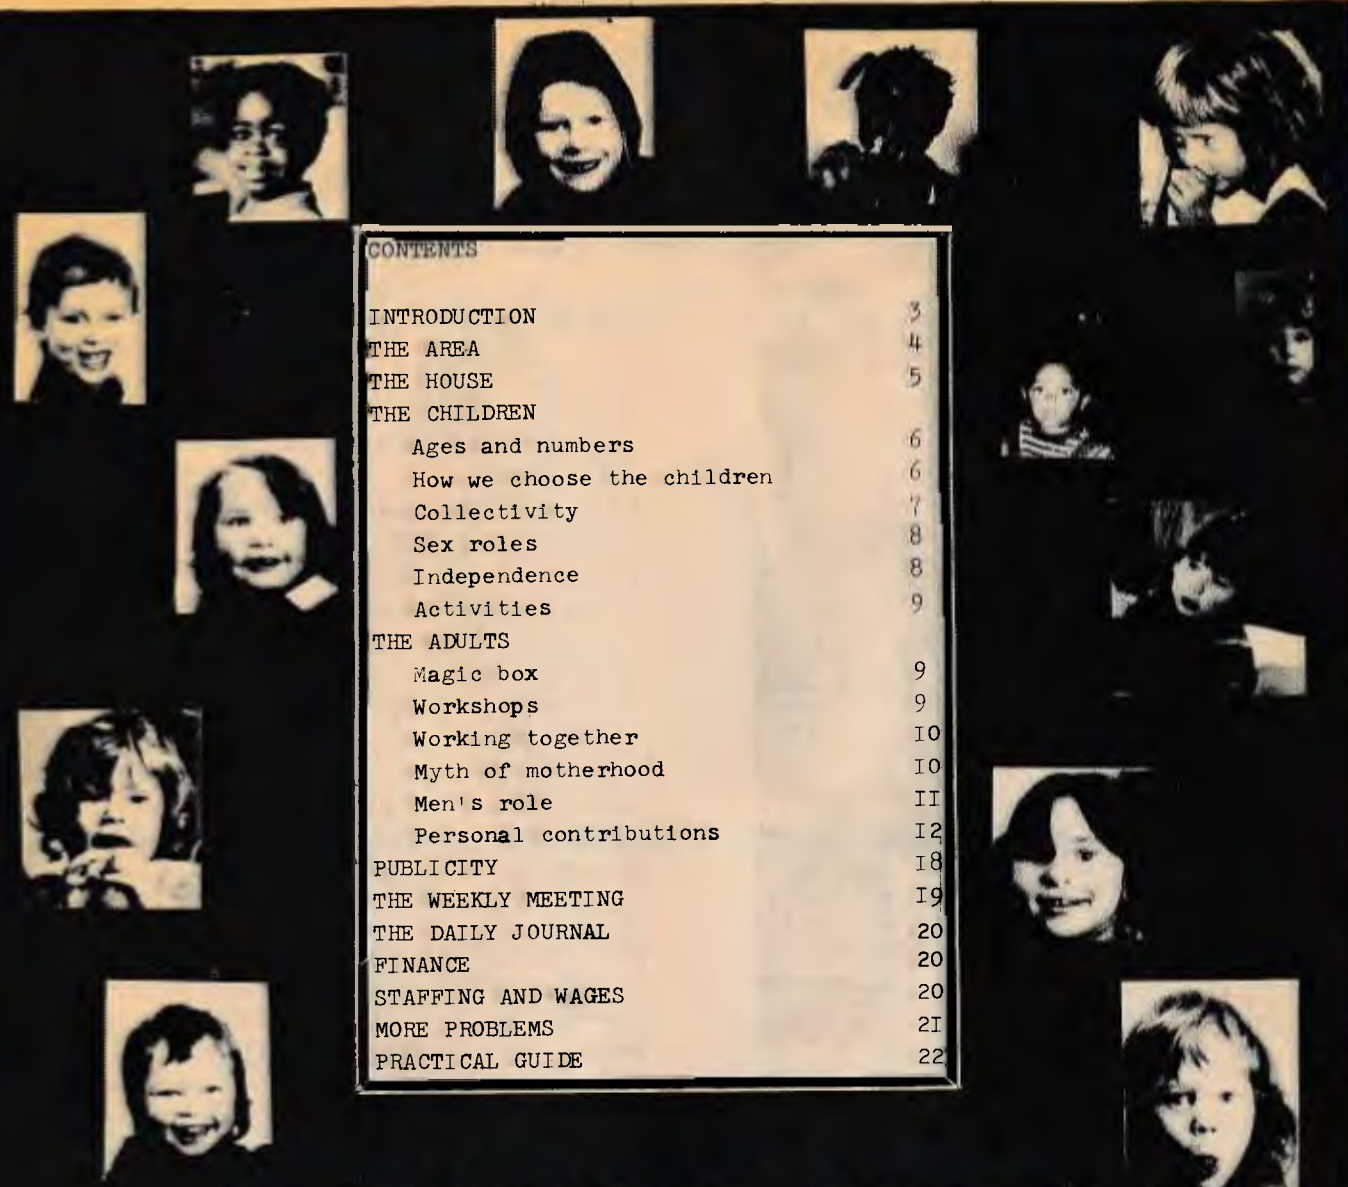 CONTENTS
INTRODUCTION 3
THE AREA 4
THE HOUSE 5
THE CHILDREN
Ages and numbers 6
How we choose the children 6
Collectivity 7
Sex roles 8
Independence 8
Activities 9
THE ADULTS
Magic box 9
Workshops 9
Working together IO
Myth of motherhood IO
Men's role II
Personal contributions I2
PUBLICITY I8
THE WEEKLY MEETING I9
THE DAILY JOURNAL 20
FINANCE 20
STAFFING AND WAGES 20
MORE PROBLEMS 2I
PRACTICAL GUIDE 22